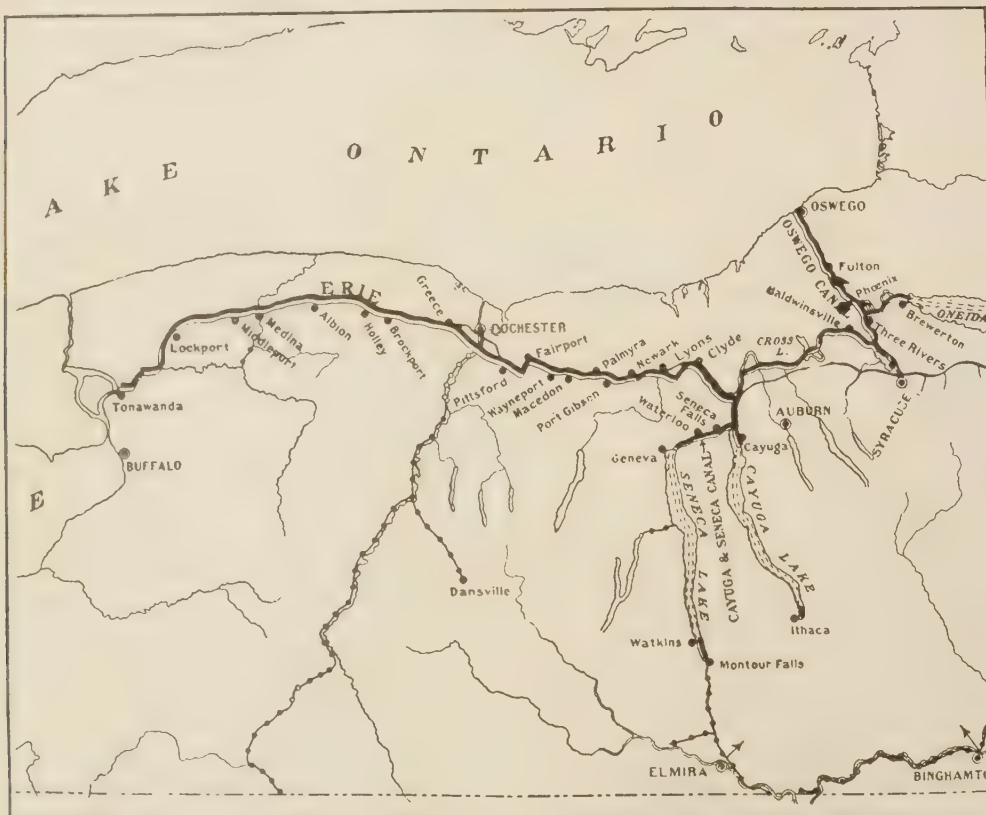 AKE ONTARIO
OSWEGO
OSWEGO CANAL
Fulton
Phoenix
ONEIDA
Brewerton
Baldwinsville
Three Rivers
ERIE
Greece
OCHESTER
Lockport
Middleport
Medina
Albion
Holley
Brockport
Fairport
Pittsford
Wayneport
Macedon
Palmyra
Port Gibson
Newark
Lyons
Clyde
CROSS
L.
SYRACUSE
Tonawanda
BUFFALO
E
Waterloo
Seneca
Falls
AUBURN
Geneva
Cayuga
SENECA LAKE
CAYUGA & SENECA CANAL
CAYUGA LAKE
Dansville
Ithaca
Watkins
Montour Falls
ELMIRA
BINGHAMTO